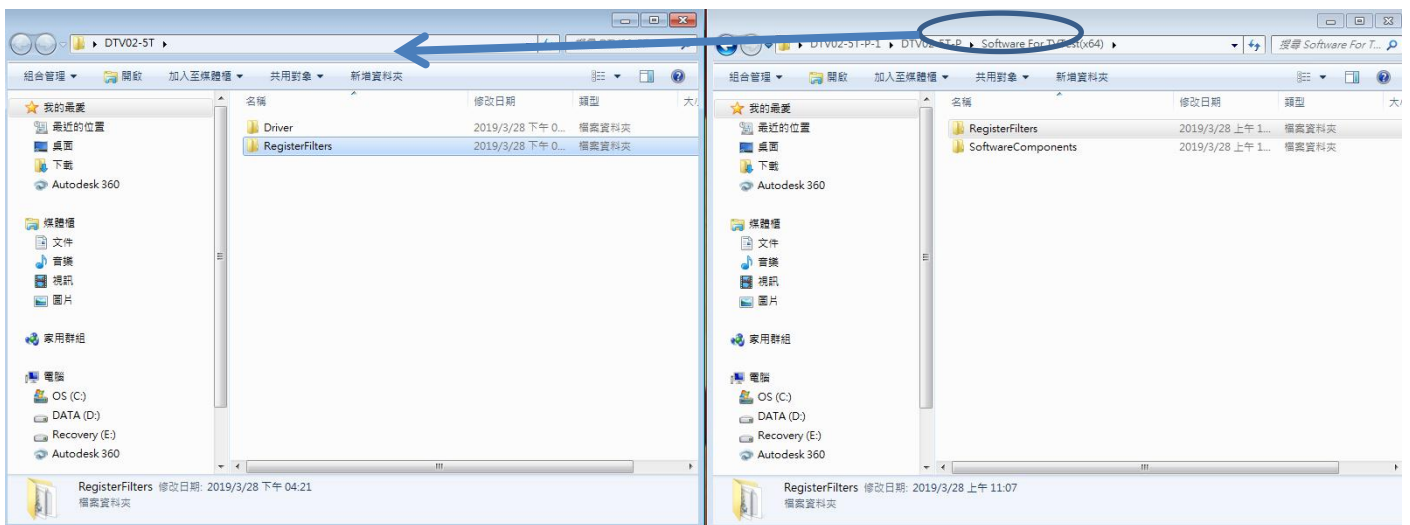 DTV02-5T
組合管理 開啟 加入至媒體櫃 共用對象 新增資料夾
我的最愛
最近的位置
桌面
下載
Autodesk 360
媒體櫃
文件
音樂
視訊
圖片
家用群組
電腦
OS (C:)
DATA (D:)
Recovery (E:)
Autodesk 360
名稱 修改日期 類型
Driver 2019/3/28 下午 0... 檔案資料夾
RegisterFilters 2019/3/28 下午 0... 檔案資料夾
RegisterFilters 修改日期: 2019/3/28 下午 04:21
檔案資料夾
DTV02-5T-P-1 DTV02-5T-P Software For TVTest(x64) 搜尋 Software For T...
組合管理 開啟 加入至媒體櫃 共用對象 新增資料夾
我的最愛
最近的位置
桌面
下載
Autodesk 360
媒體櫃
文件
音樂
視訊
圖片
家用群組
電腦
OS (C:)
DATA (D:)
Recovery (E:)
Autodesk 360
名稱 修改日期 類型
RegisterFilters 2019/3/28 上午 1... 檔案資料夾
SoftwareComponents 2019/3/28 上午 1... 檔案資料夾
RegisterFilters 修改日期: 2019/3/28 上午 11:07
檔案資料夾